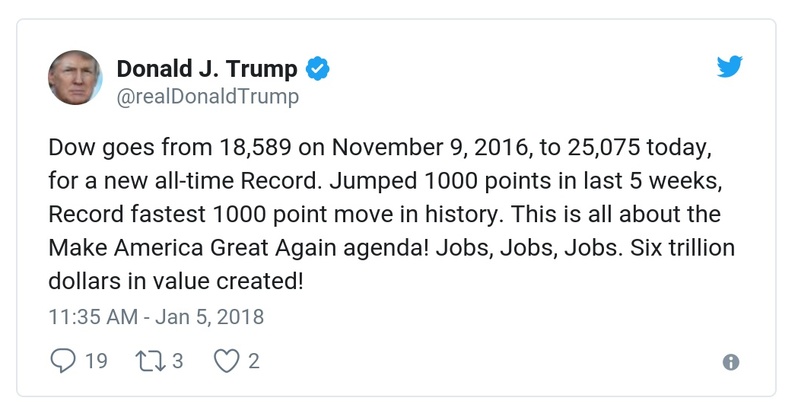 Donald J. Trump
@realDonaldTrump
Dow goes from 18,589 on November 9, 2016, to 25,075 today,
for a new all-time Record. Jumped 1000 points in last 5 weeks,
Record fastest 1000 point move in history. This is all about the
Make America Great Again agenda! Jobs, Jobs, Jobs. Six trillion
dollars in value created!
11:35 AM - Jan 5, 2018
19 3 2